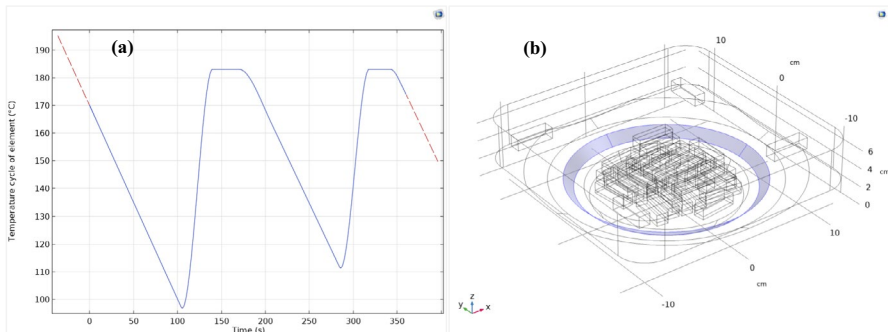 (a)
Temperature cycle of element (°C)
190
180
170
160
150
140
130
120
110
100
0
50
100
150
200
250
300
350
Time (s)
(b)
10
cm
0
-10
6
4
cm
2
0
10
0
cm
-10
z
y
x